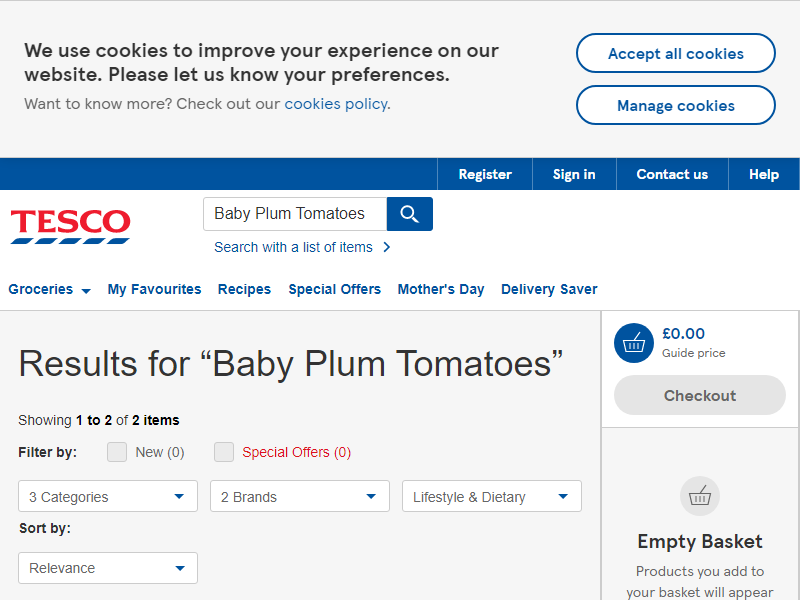 We use cookies to improve your experience on our
website. Please let us know your preferences.
Want to know more? Check out our cookies policy.
Accept all cookies
Manage cookies
Register
Sign in
Contact us
Help
TESCO
Baby Plum Tomatoes
Search with a list of items
Groceries
My Favourites
Recipes
Special Offers
Mother's Day
Delivery Saver
Results for “Baby Plum Tomatoes”
Showing 1 to 2 of 2 items
Filter by:
New (0)
Special Offers (0)
3 Categories
2 Brands
Lifestyle & Dietary
Sort by:
Relevance
£0.00
Guide price
Checkout
Empty Basket
Products you add to
your basket will appear